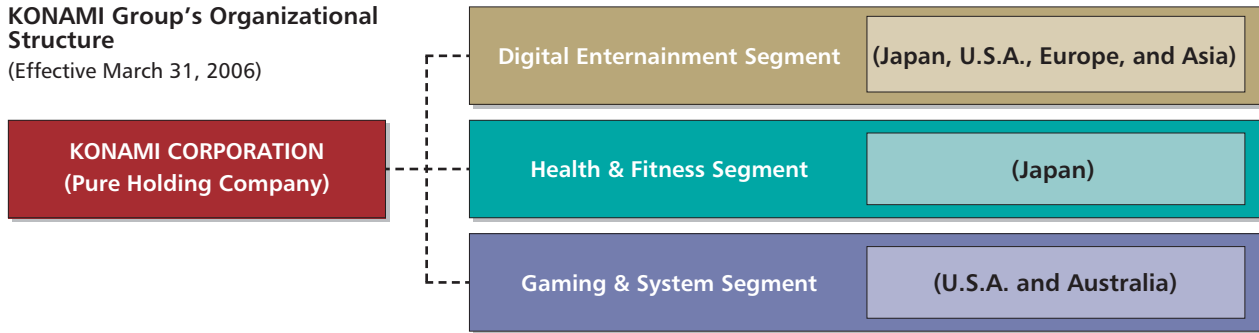 KONAMI Group’s Organizational
Structure
(Effective March 31, 2006)
KONAMI CORPORATION
(Pure Holding Company)
Digital Enternainment Segment
(Japan, U.S.A., Europe, and Asia)
Health & Fitness Segment
(Japan)
Gaming & System Segment
(U.S.A. and Australia)